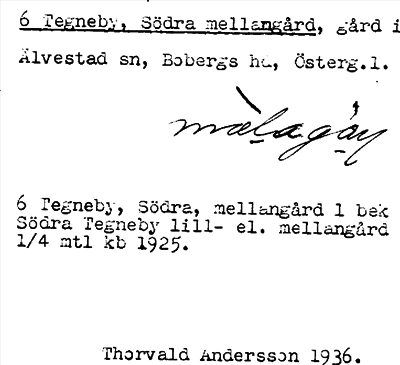 6 Tegneby, Södra mellangård, gård i
Älvestad sn, Bobergs hd, Österg.l.
6 Tegneby, Södra, mellangård 1 bek
Södra Tegneby lill- el. mellangård
1/4 mtl kb 1925.
Thorvald Andersson 1936.